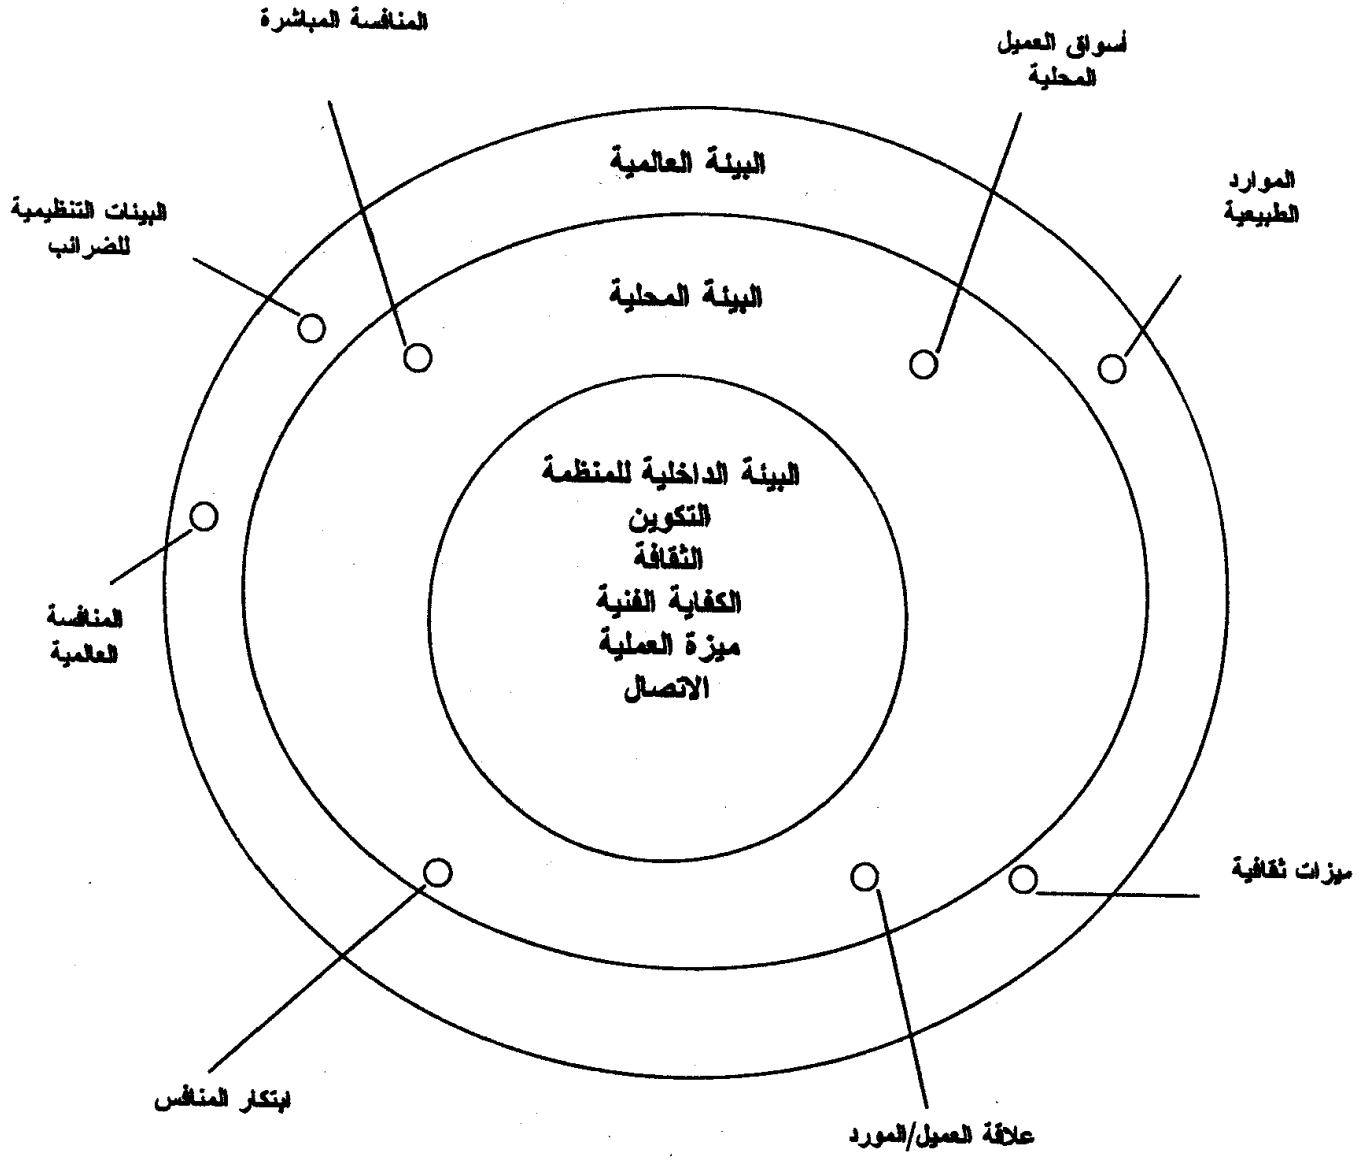 المنافسة المباشرة
أسواق العميل
المحلية
البيئة العالمية
الموارد
الطبيعية
البيئات التنظيمية
للضرائب
البيئة المحلية
البيئة الداخلية للمنظمة
التكوين
الثقافة
الكفاية الفنية
ميزة العملية
الاتصال
المنافسة
العالمية
ميزات ثقافية
ابتكار المنافس
علاقة العميل/المورد